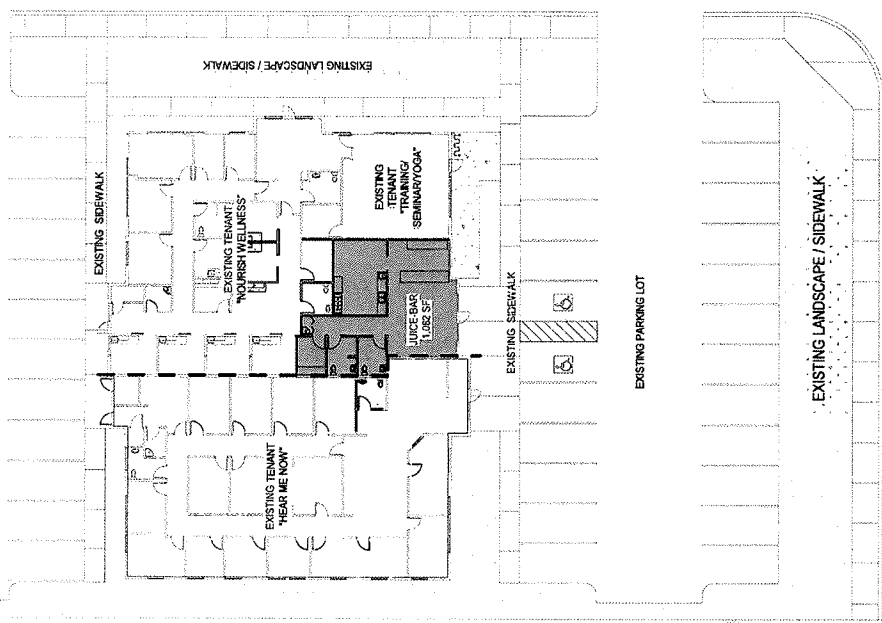 EXISTING LANDSCAPE / SIDEWALK
EXISTING SIDEWALK
EXISTING TENANT
"NOURISH WELLNESS"
EXISTING
TENANT
"TRAINING/
SEMINAR/YOGA"
JUICE-BAR
1,062 SF
EXISTING SIDEWALK
EXISTING PARKING LOT
EXISTING LANDSCAPE / SIDEWALK
EXISTING TENANT
"HEAR ME NOW"